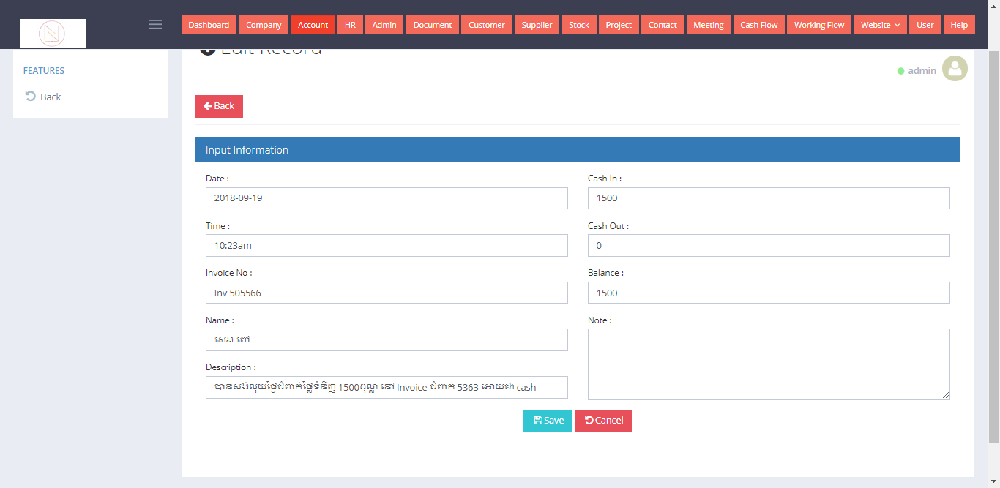 Dashboard Company Account HR Admin Document Customer Supplier Stock Project Contact Meeting Cash Flow Working Flow Website User Help
Edit Record
FEATURES
admin
Back
Back
Input Information
Date :
2018-09-19
Time :
10:23am
Invoice No :
Inv 505566
Name :
សេង ពៅ
Description :
បានសង់លុយថ្ងៃជំពាក់ថ្លៃទំនិញ 1500ដុល្លា នៅ Invoice ជំពាក់ 5363 អោយជា cash
Cash In :
1500
Cash Out :
0
Balance :
1500
Note :
Save Cancel